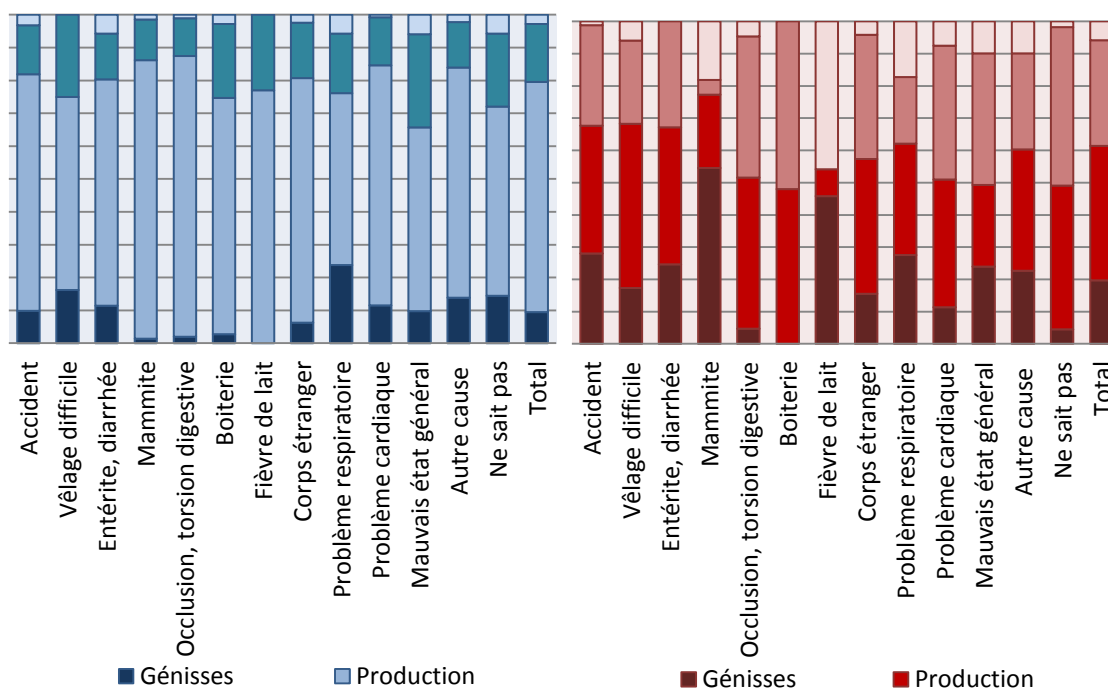 Accident
Vêlage difficile
Entérite, diarrhée
Mammite
Occlusion, torsion digestive
Boiterie
Fièvre de lait
Corps étranger
Problème respiratoire
Problème cardiaque
Mauvais état général
Autre cause
Ne sait pas
Total
Génisses
Production
Accident
Vêlage difficile
Entérite, diarrhée
Mammite
Occlusion, torsion digestive
Boiterie
Fièvre de lait
Corps étranger
Problème respiratoire
Problème cardiaque
Mauvais état général
Autre cause
Ne sait pas
Total
Génisses
Production